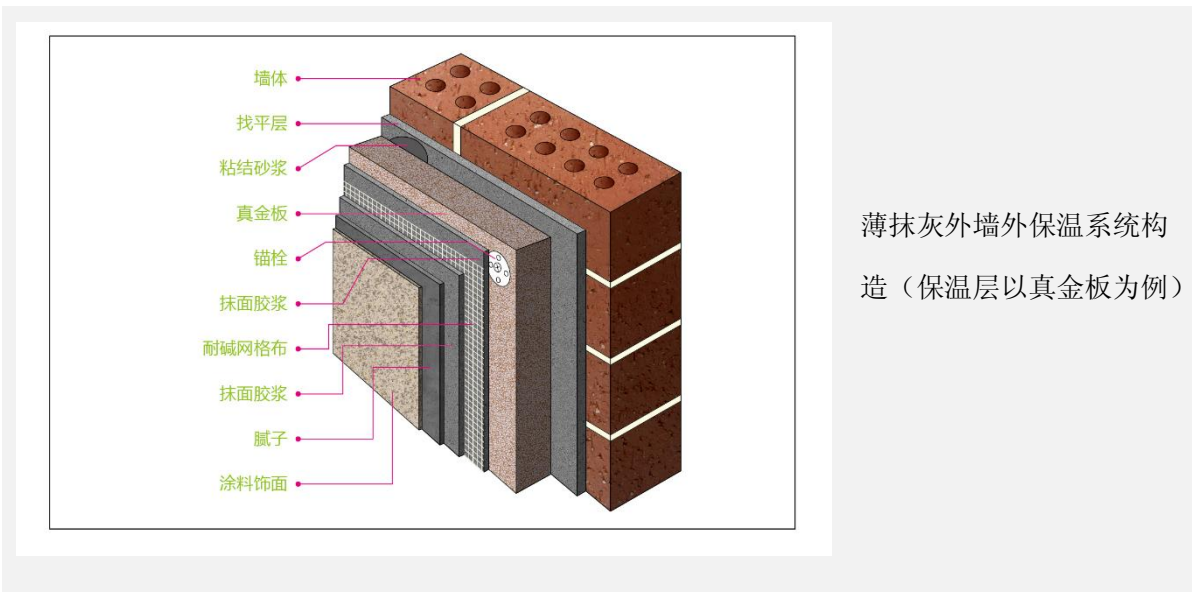 墙体
找平层
粘结砂浆
真金板
锚栓
抹面胶浆
耐碱网格布
抹面胶浆
腻子
涂料饰面
薄抹灰外墙外保温系统构
造（保温层以真金板为例）